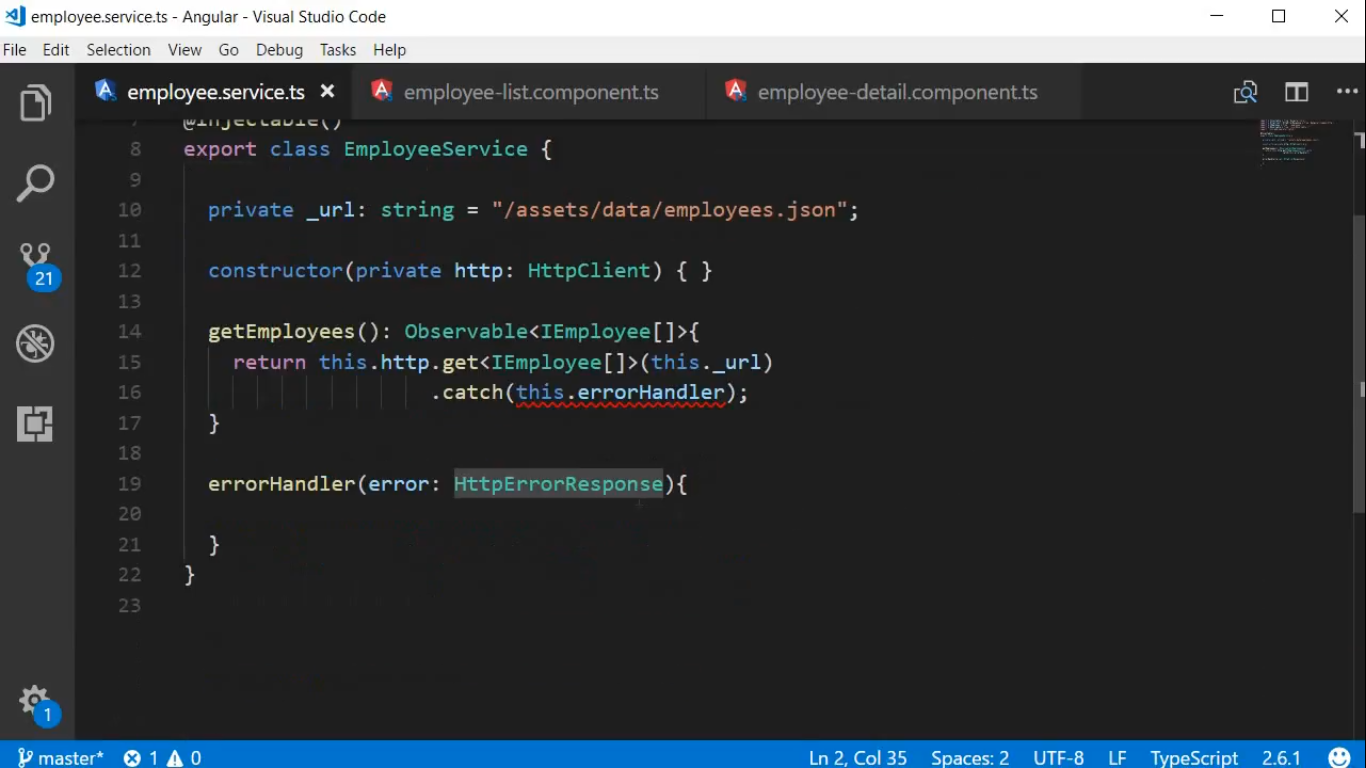 employee.service.ts - Angular - Visual Studio Code
File Edit Selection View Go Debug Tasks Help
employee.service.ts employee-list.component.ts employee-detail.component.ts
7 @Injectable()
8 export class EmployeeService {
9
10 private _url: string = "/assets/data/employees.json";
11
12 constructor(private http: HttpClient) { }
13
14 getEmployees(): Observable<IEmployee[]>{
15 return this.http.get<IEmployee[]>(this._url)
16 .catch(this.errorHandler);
17 }
18
19 errorHandler(error: HttpErrorResponse){
20
21 }
22 }
23
21
1
master* 1 0 Ln 2, Col 35 Spaces: 2 UTF-8 LF TypeScript 2.6.1